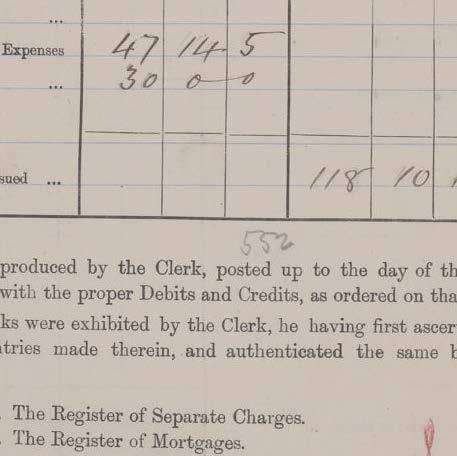 ...
Expenses 47 14 5
... 30 0 0
sued ... 118 10
552
produced by the Clerk, posted up to the day of th
with the proper Debits and Credits, as ordered on tha
ks were exhibited by the Clerk, he having first ascer
ntries made therein, and authenticated the same b
. The Register of Separate Charges.
. The Register of Mortgages.